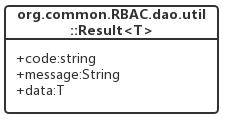 org.common.RBAC.dao.util
::Result<T>
+code:string
+message:String
+data:T